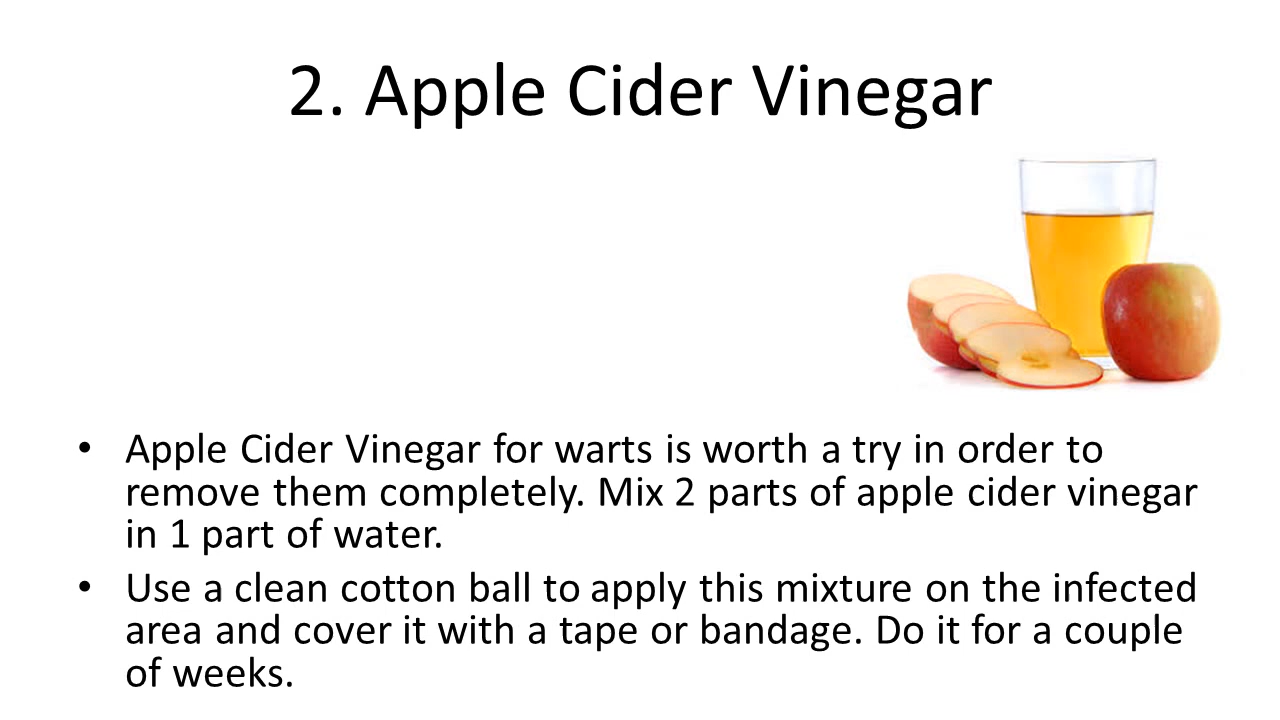 2. Apple Cider Vinegar
• Apple Cider Vinegar for warts is worth a try in order to
remove them completely. Mix 2 parts of apple cider vinegar
in 1 part of water.
• Use a clean cotton ball to apply this mixture on the infected
area and cover it with a tape or bandage. Do it for a couple
of weeks.